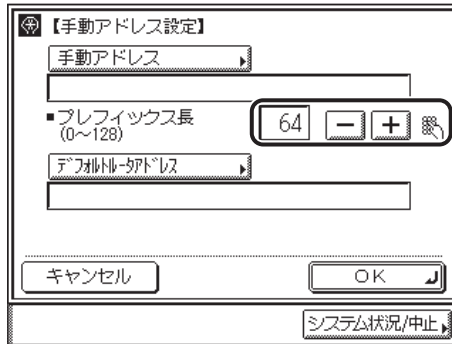 【手動アドレス設定】
手動アドレス
■プレフィックス長
(0～128)
64 － ＋
ﾃﾞﾌｫﾙﾄﾙｰﾀｱﾄﾞﾚｽ
キャンセル
OK
システム状況/中止